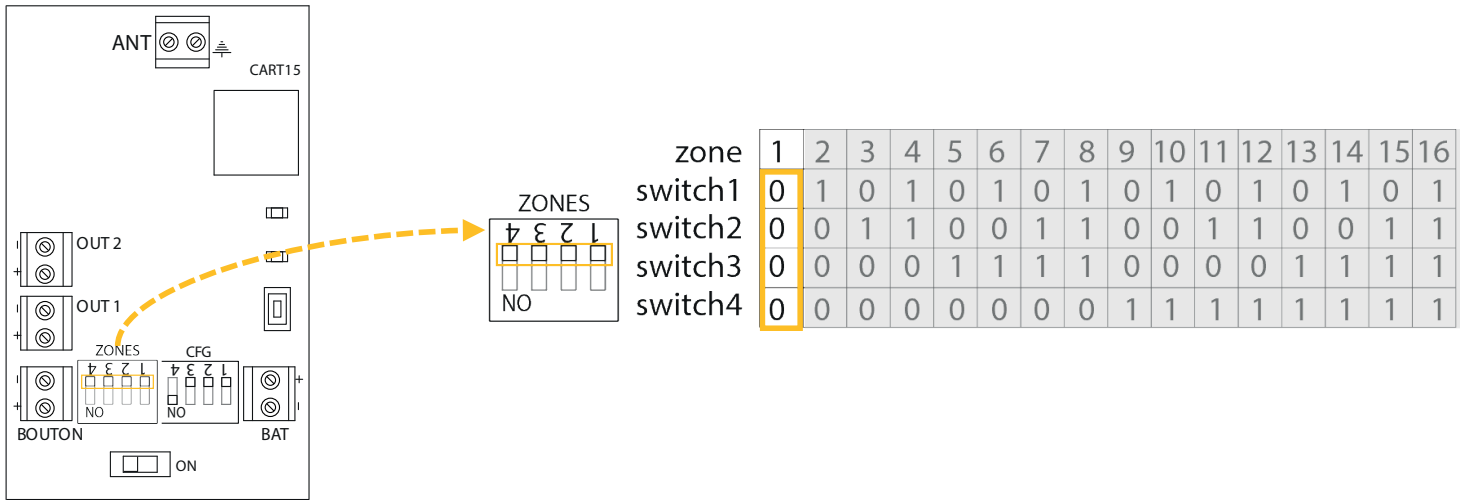 ANT
CART15
- OUT 2
+
- OUT 1
+
ZONES CFG
4 3 2 1 4 3 2 1
- +
+ NO NO -
BOUTON BAT
ON
ZONES
4 3 2 1
NO
zone 1 2 3 4 5 6 7 8 9 10 11 12 13 14 15 16
switch1 0 1 0 1 0 1 0 1 0 1 0 1 0 1 0 1
switch2 0 0 1 1 0 0 1 1 0 0 1 1 0 0 1 1
switch3 0 0 0 0 1 1 1 1 0 0 0 0 1 1 1 1
switch4 0 0 0 0 0 0 0 0 1 1 1 1 1 1 1 1